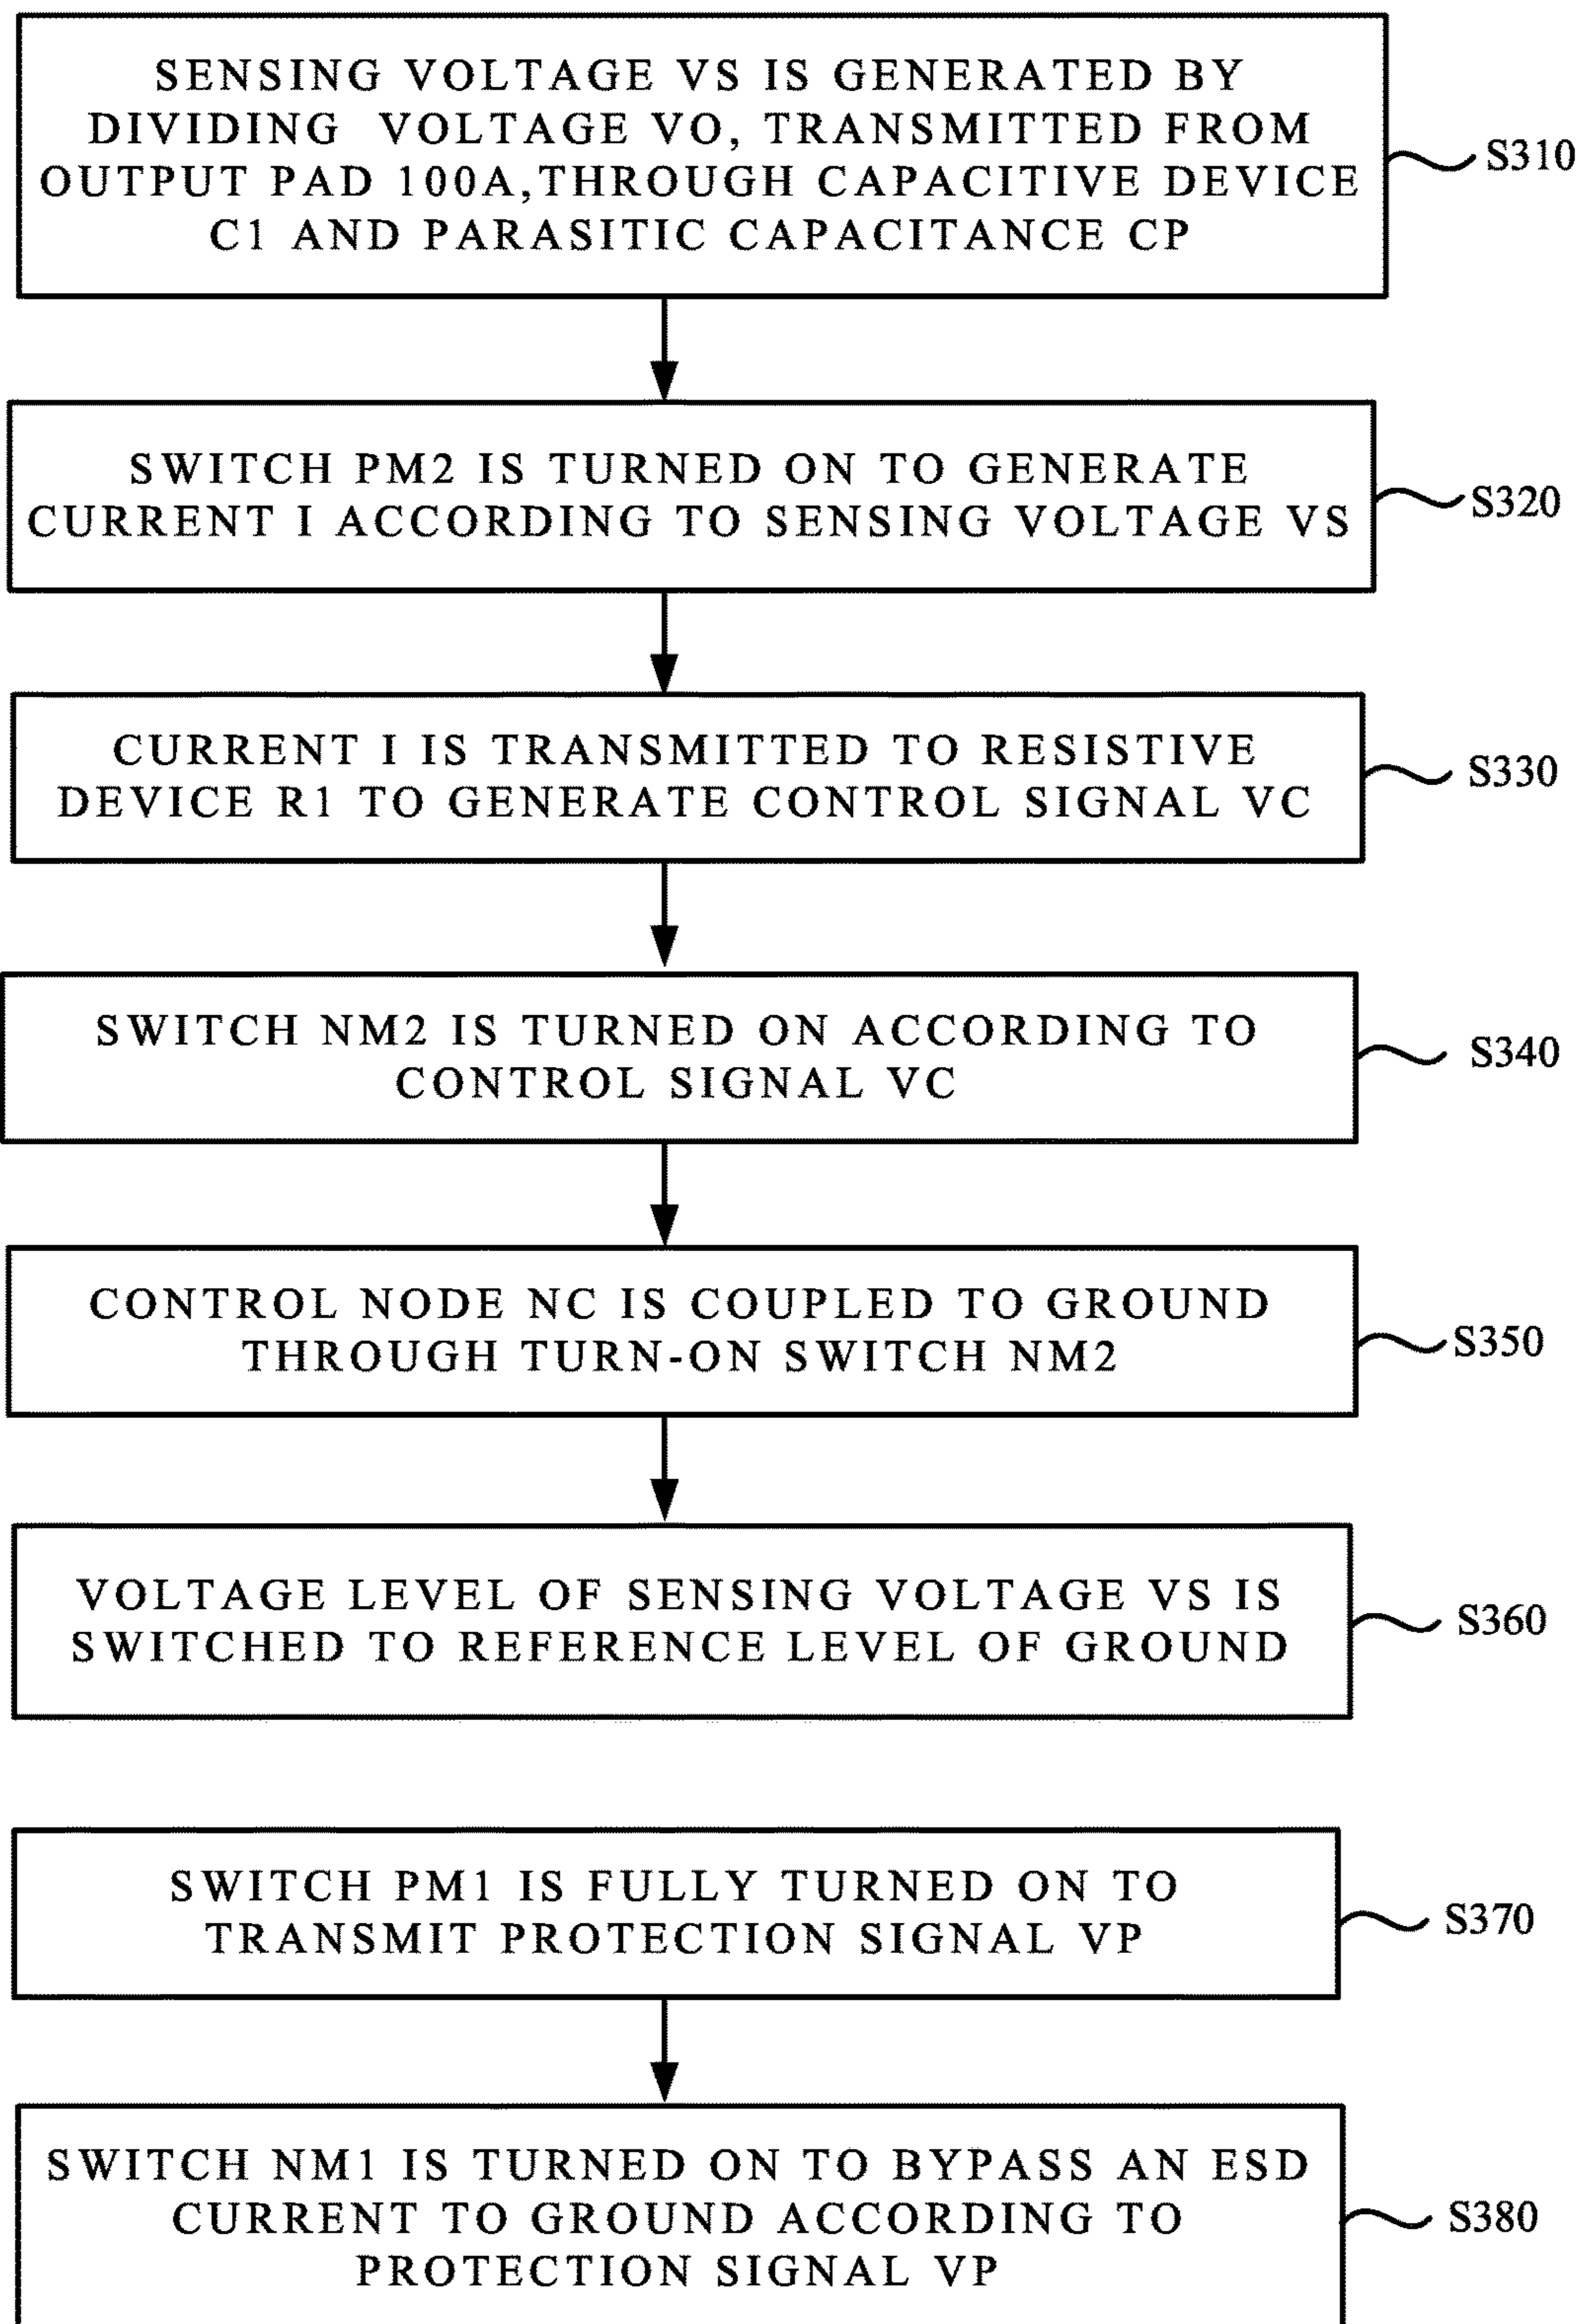 SENSING VOLTAGE VS IS GENERATED BY
DIVIDING VOLTAGE VO, TRANSMITTED FROM
OUTPUT PAD 100A,THROUGH CAPACITIVE DEVICE
C1 AND PARASITIC CAPACITANCE CP
S310
SWITCH PM2 IS TURNED ON TO GENERATE
CURRENT I ACCORDING TO SENSING VOLTAGE VS
S320
CURRENT I IS TRANSMITTED TO RESISTIVE
DEVICE R1 TO GENERATE CONTROL SIGNAL VC
S330
SWITCH NM2 IS TURNED ON ACCORDING TO
CONTROL SIGNAL VC
S340
CONTROL NODE NC IS COUPLED TO GROUND
THROUGH TURN-ON SWITCH NM2
S350
VOLTAGE LEVEL OF SENSING VOLTAGE VS IS
SWITCHED TO REFERENCE LEVEL OF GROUND
S360
SWITCH PM1 IS FULLY TURNED ON TO
TRANSMIT PROTECTION SIGNAL VP
S370
SWITCH NM1 IS TURNED ON TO BYPASS AN ESD
CURRENT TO GROUND ACCORDING TO
PROTECTION SIGNAL VP
S380